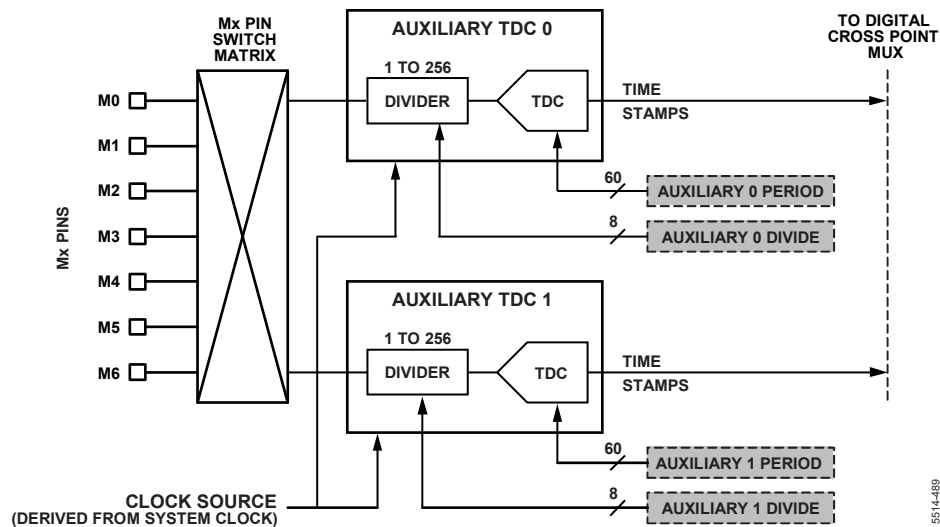 Mx PIN
SWITCH
MATRIX
AUXILIARY TDC 0
TO DIGITAL
CROSS POINT
MUX
1 TO 256
DIVIDER
TDC
TIME
STAMPS
M0
M1
M2
M3
M4
M5
M6
Mx PINS
60
AUXILIARY 0 PERIOD
8
AUXILIARY 0 DIVIDE
AUXILIARY TDC 1
1 TO 256
DIVIDER
TDC
TIME
STAMPS
60
AUXILIARY 1 PERIOD
8
AUXILIARY 1 DIVIDE
CLOCK SOURCE
(DERIVED FROM SYSTEM CLOCK)
5514-489